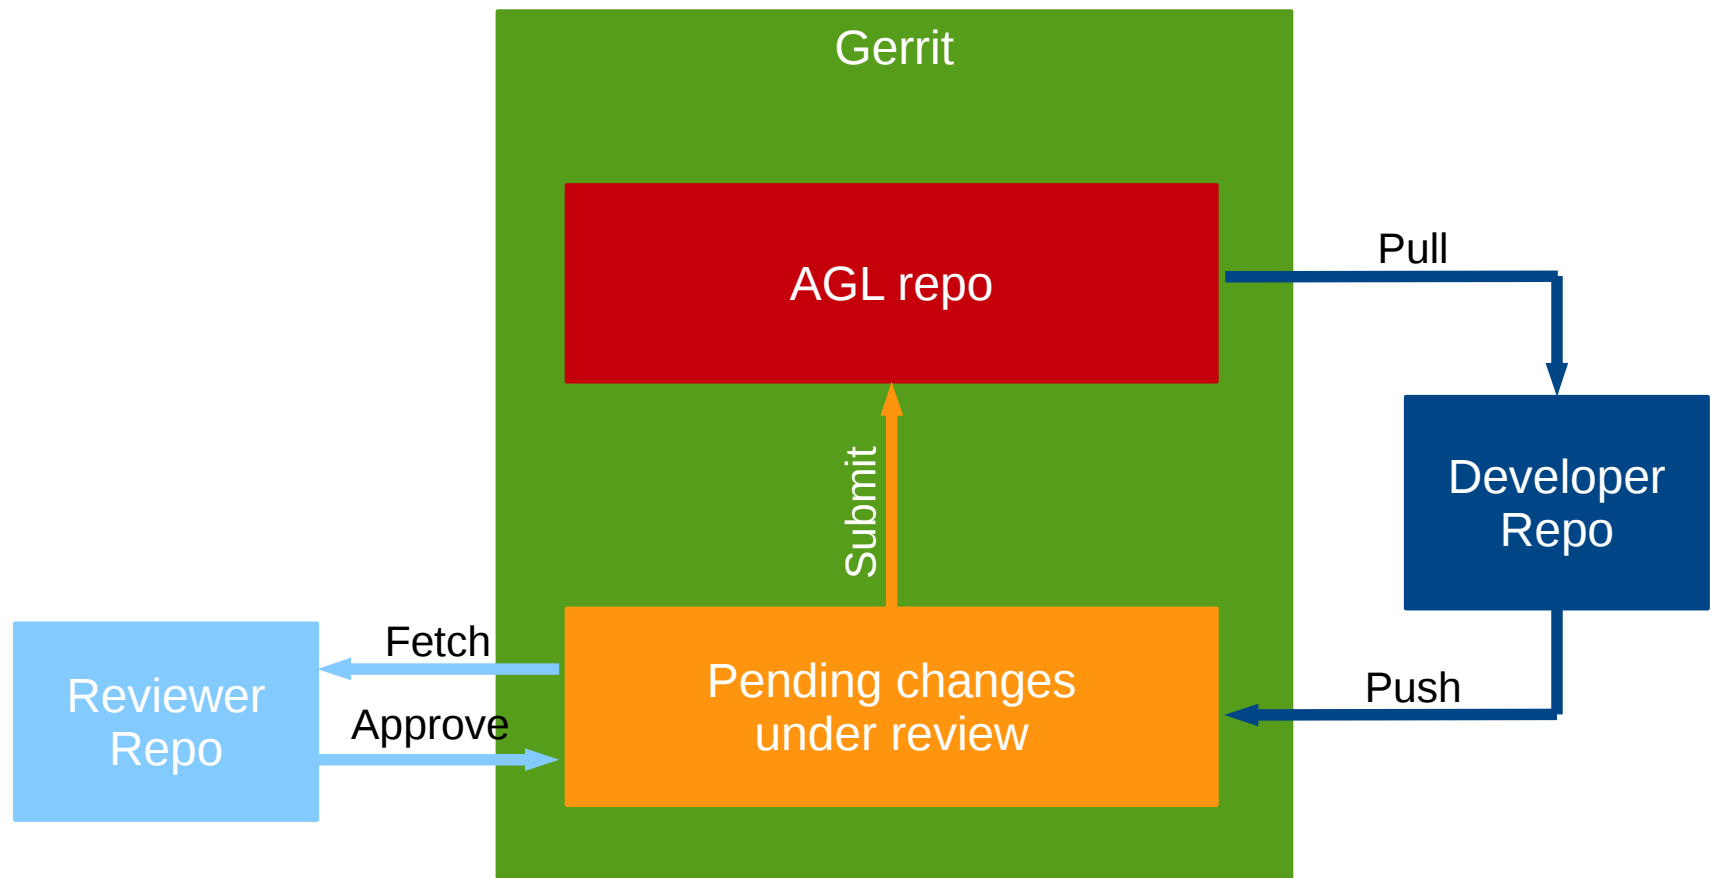 Gerrit
AGL repo
Pull
Developer
Repo
Submit
Fetch
Reviewer
Repo
Approve
Pending changes
under review
Push